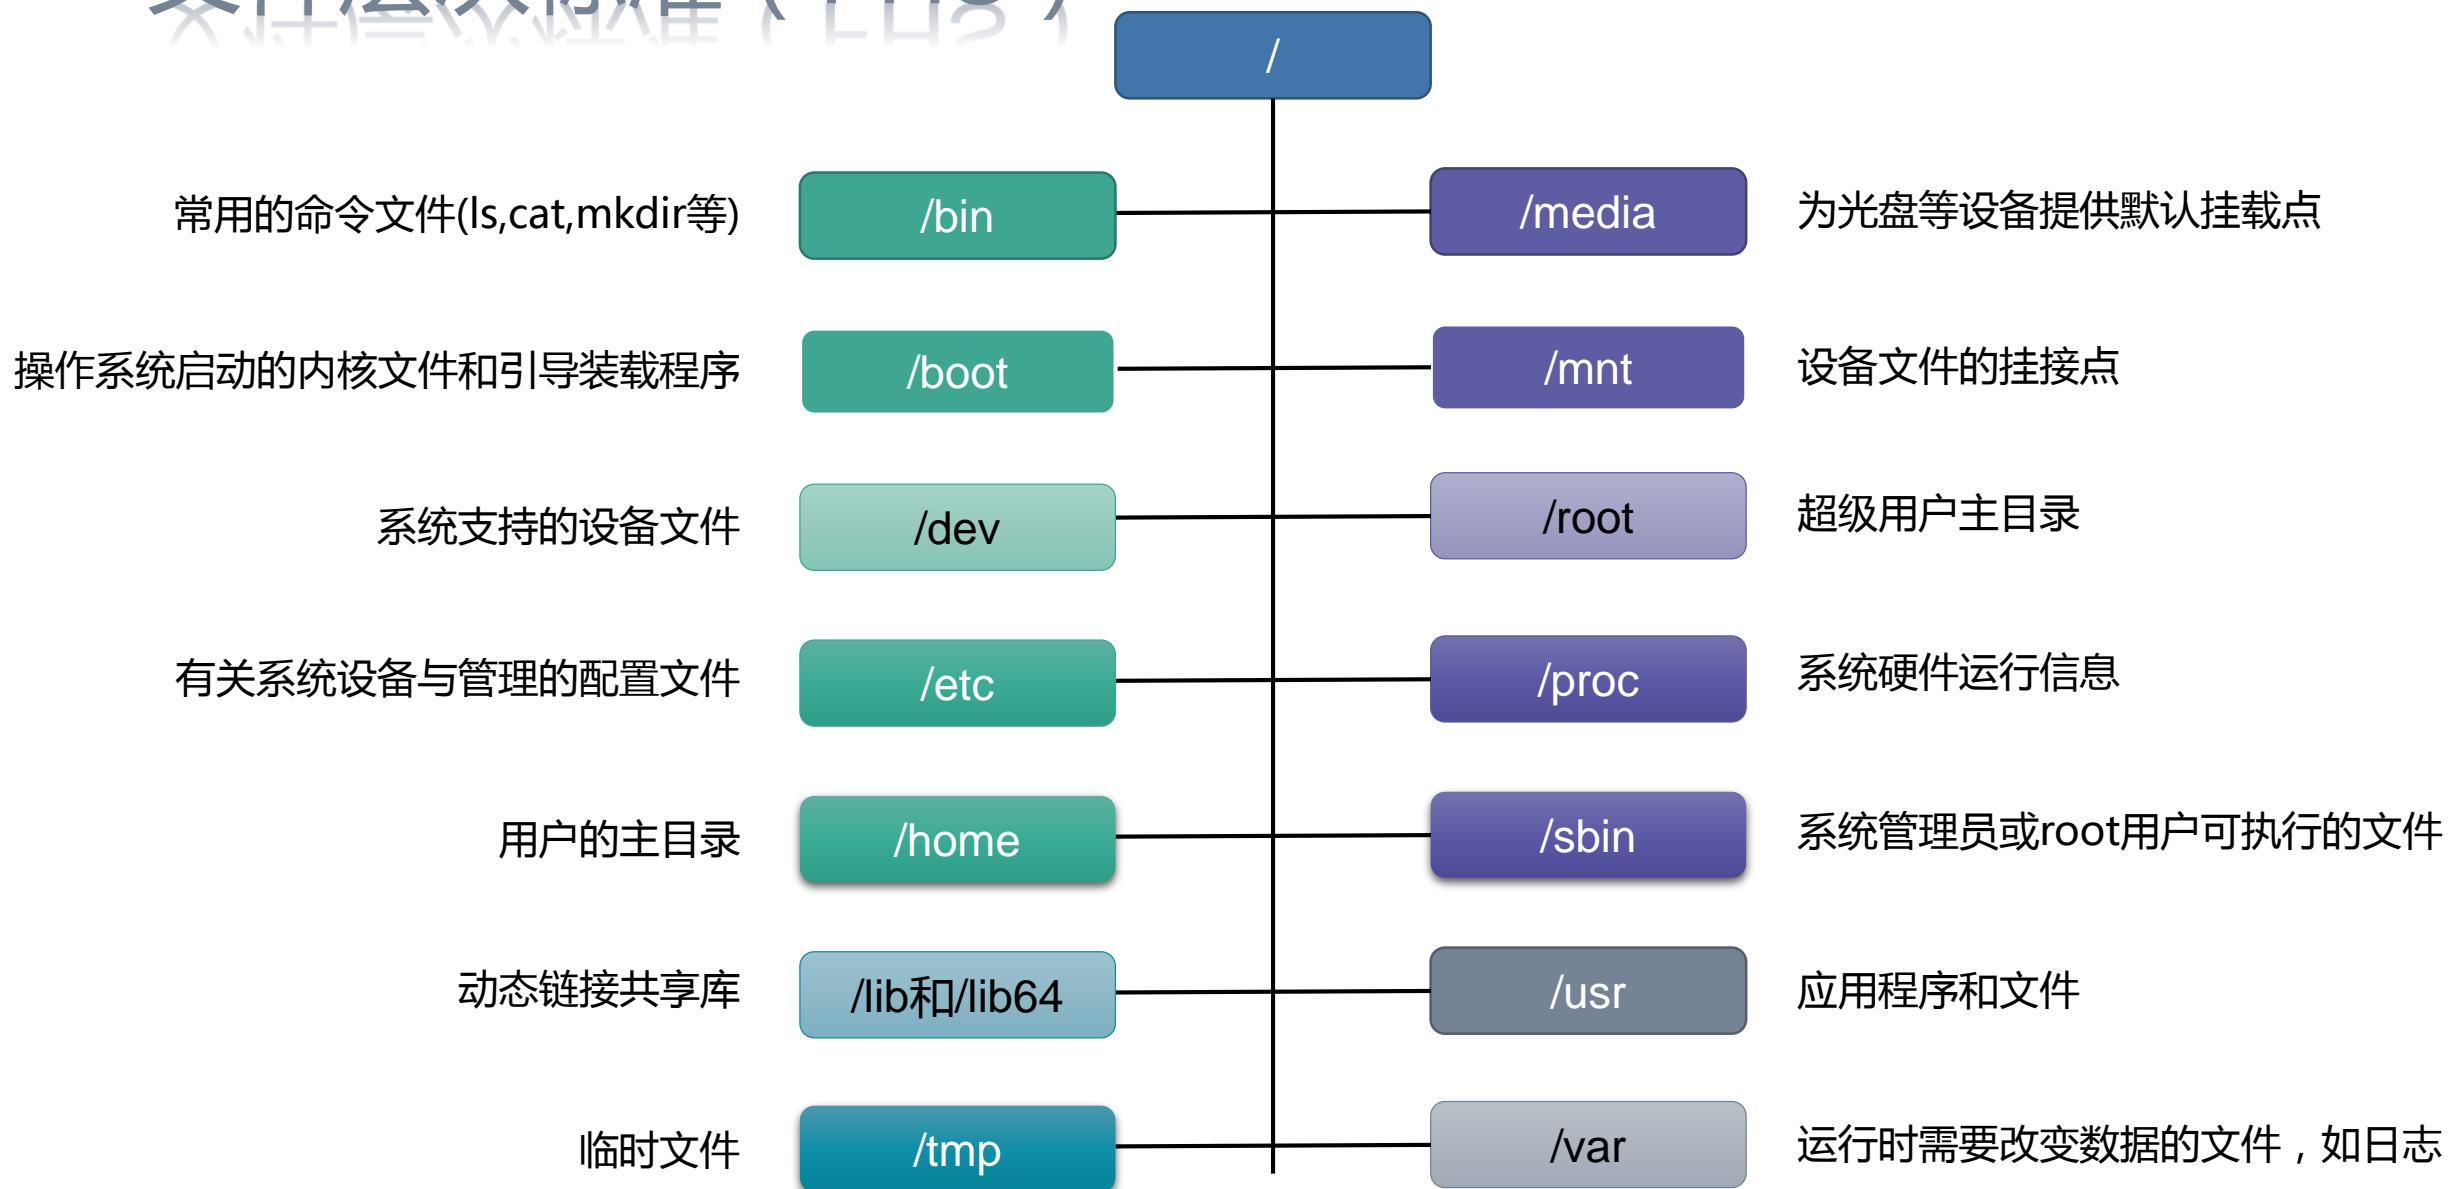 文件层次标准（FHS）
/
常用的命令文件(ls,cat,mkdir等)
/bin
/media
为光盘等设备提供默认挂载点
操作系统启动的内核文件和引导装载程序
/boot
/mnt
设备文件的挂接点
系统支持的设备文件
/dev
/root
超级用户主目录
有关系统设备与管理的配置文件
/etc
/proc
系统硬件运行信息
用户的主目录
/home
/sbin
系统管理员或root用户可执行的文件
动态链接共享库
/lib和/lib64
/usr
应用程序和文件
临时文件
/tmp
/var
运行时需要改变数据的文件，如日志